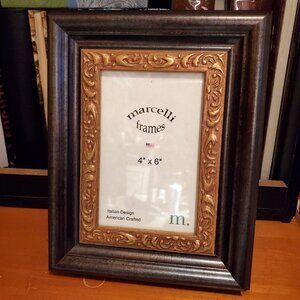 marcelli
frames
4" x 6"
Italian Design
American Crafted
m.